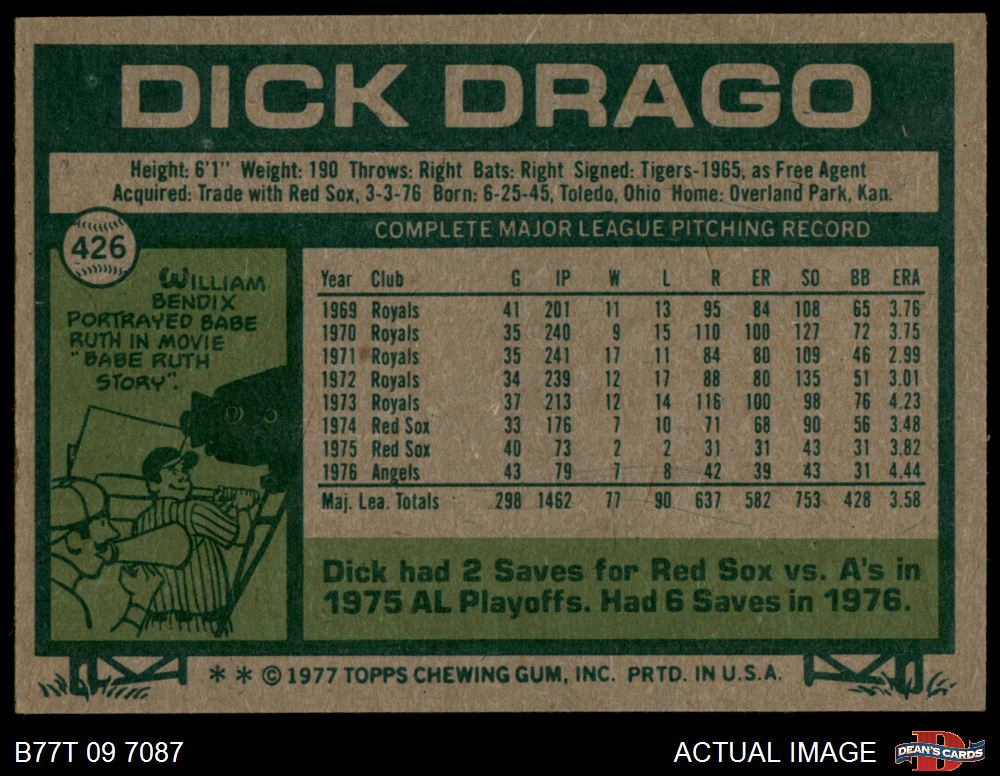 DICK DRAGO
Height: 6'1" Weight: 190 Throws: Right Bats: Right Signed: Tigers-1965, as Free Agent
Acquired: Trade with Red Sox, 3-3-76 Born: 6-25-45, Toledo, Ohio Home: Overland Park, Kan.
426
COMPLETE MAJOR LEAGUE PITCHING RECORD
WILLIAM
BENDIX
PORTRAYED BABE
RUTH IN MOVIE
"BABE RUTH
STORY".
Year Club G IP W L R ER SO BB ERA
1969 Royals 41 201 11 13 95 84 108 65 3.76
1970 Royals 35 240 9 15 110 100 127 72 3.75
1971 Royals 35 241 17 11 84 80 109 46 2.99
1972 Royals 34 239 12 17 88 80 135 51 3.01
1973 Royals 37 213 12 14 116 100 98 76 4.23
1974 Red Sox 33 176 7 10 71 68 90 56 3.48
1975 Red Sox 40 73 2 2 31 31 43 31 3.82
1976 Angels 43 79 7 8 42 39 43 31 4.44
Maj. Lea. Totals 298 1462 77 90 637 582 753 428 3.58
Dick had 2 Saves for Red Sox vs. A's in
1975 AL Playoffs. Had 6 Saves in 1976.
* * © 1977 TOPPS CHEWING GUM, INC. PRTD. IN U.S.A.
B77T 09 7087
ACTUAL IMAGE
D
DEAN'S CARDS